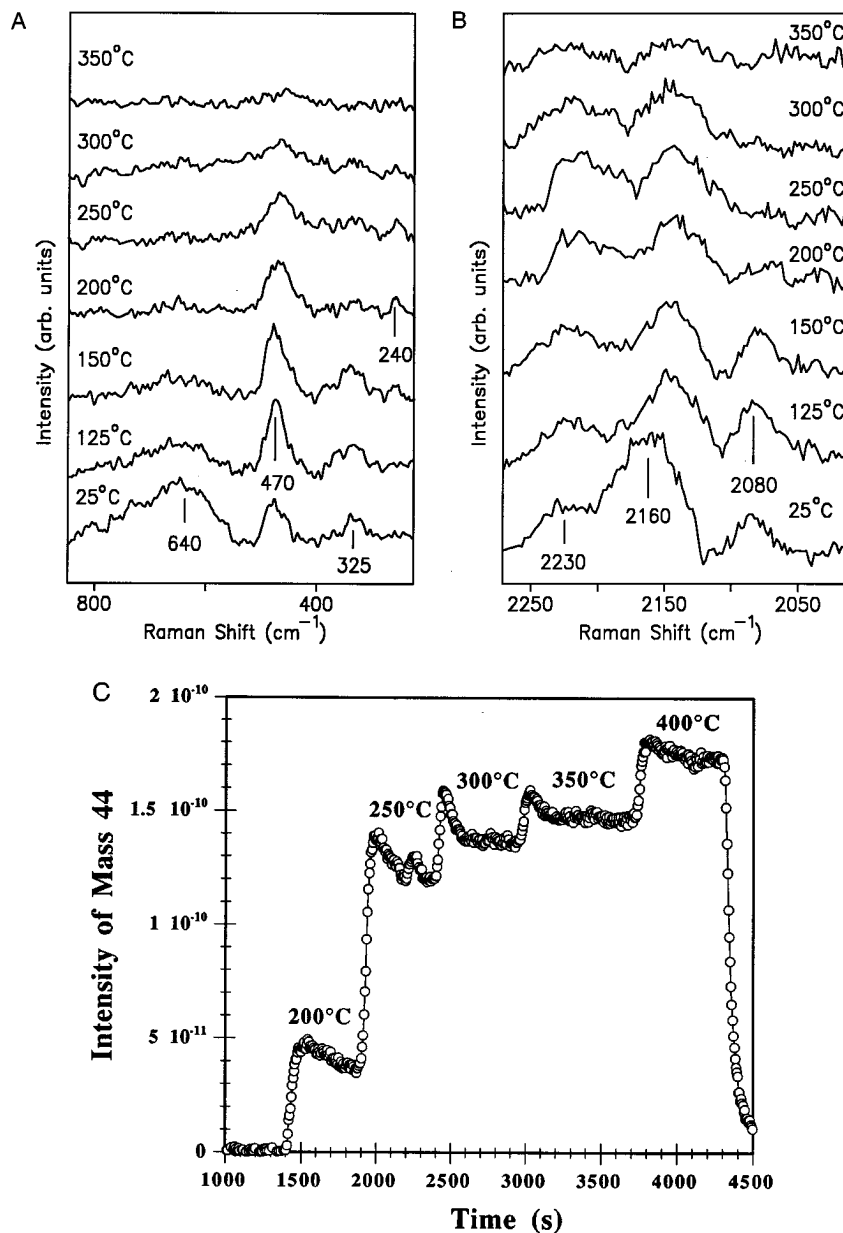 A
350°C
300°C
250°C
200°C
150°C
125°C
25°C
240
470
640
325
Intensity (arb. units)
800
400
Raman Shift (cm⁻¹)
B
350°C
300°C
250°C
200°C
150°C
125°C
25°C
2080
2160
2230
Intensity (arb. units)
2250
2150
2050
Raman Shift (cm⁻¹)
C
2 10⁻¹⁰
1.5 10⁻¹⁰
1 10⁻¹⁰
5 10⁻¹¹
0
Intensity of Mass 44
200°C
250°C
300°C
350°C
400°C
1000
1500
2000
2500
3000
3500
4000
4500
Time (s)